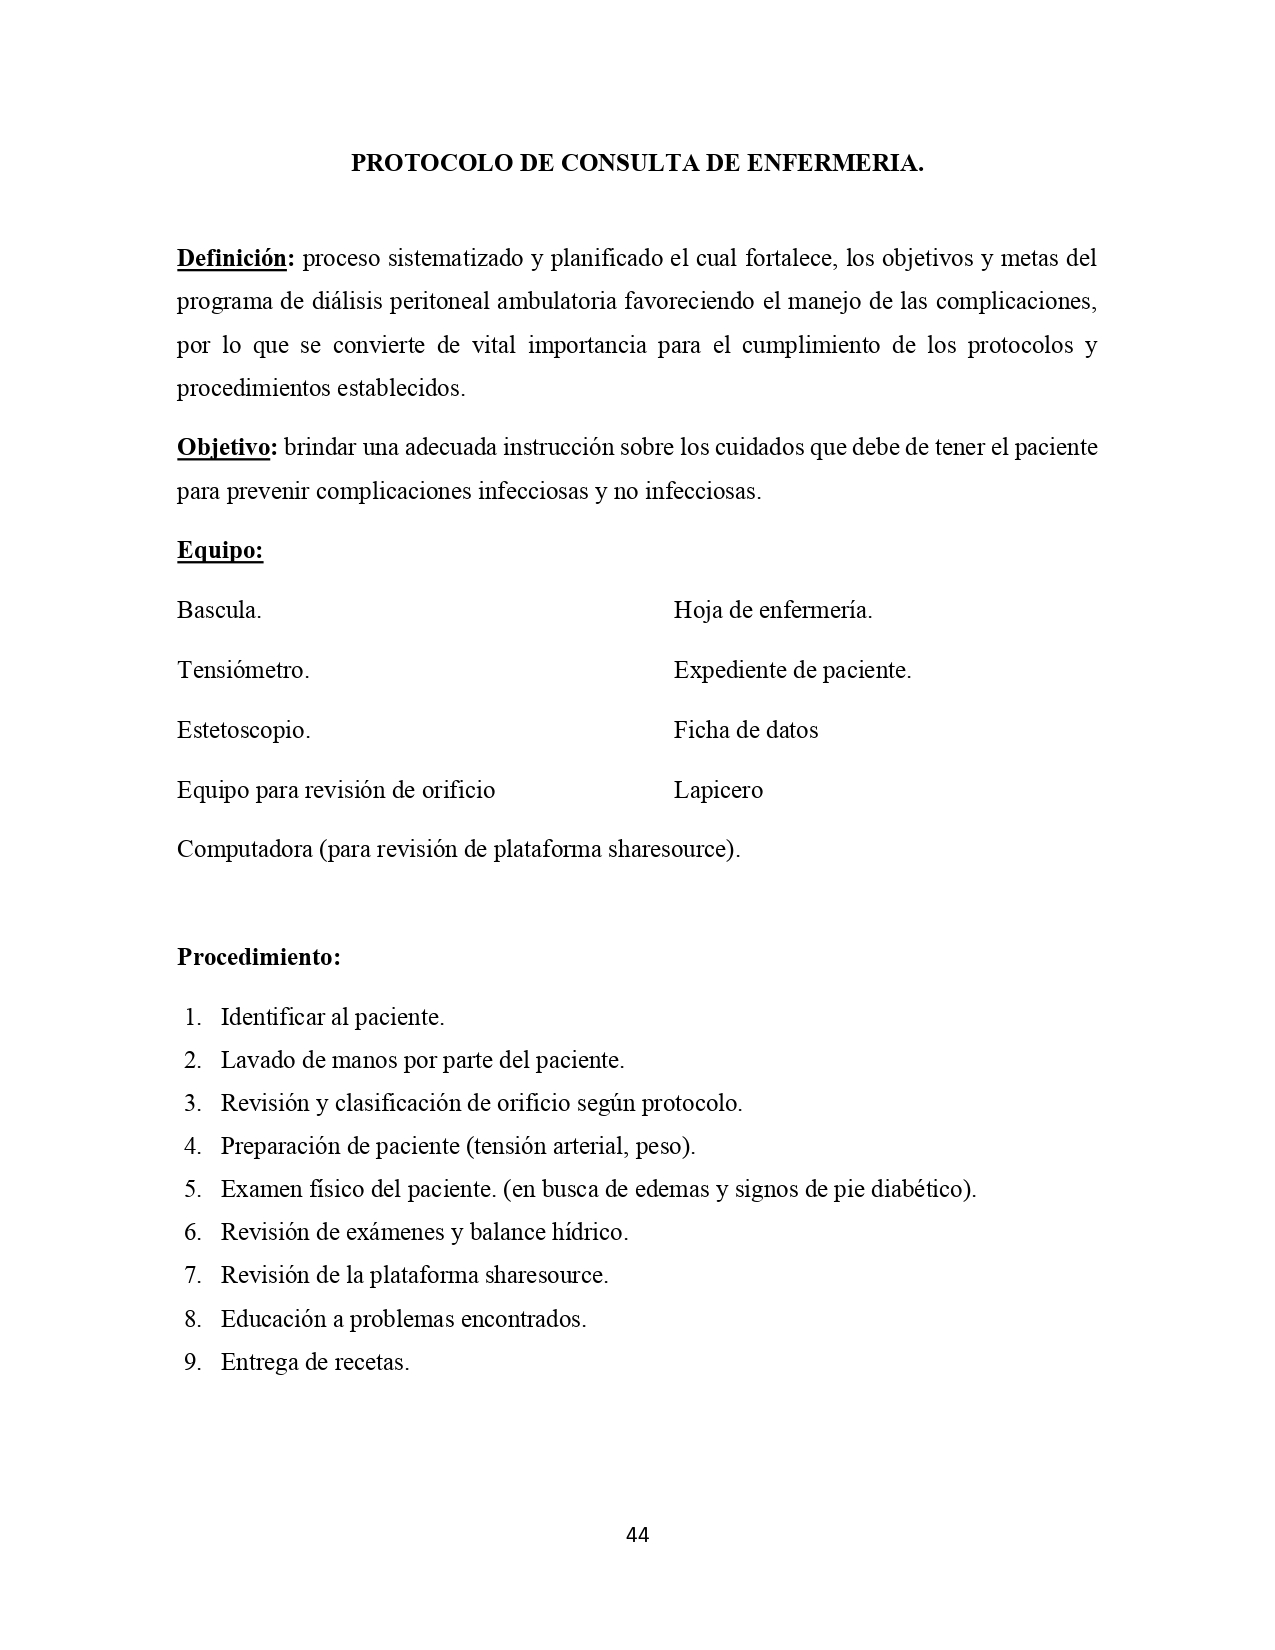 PROTOCOLO DE CONSULTA DE ENFERMERIA.
Definición: proceso sistematizado y planificado el cual fortalece, los objetivos y metas del
programa de diálisis peritoneal ambulatoria favoreciendo el manejo de las complicaciones,
por lo que se convierte de vital importancia para el cumplimiento de los protocolos y
procedimientos establecidos.
Objetivo: brindar una adecuada instrucción sobre los cuidados que debe de tener el paciente
para prevenir complicaciones infecciosas y no infecciosas.
Equipo:
Bascula.
Tensiómetro.
Estetoscopio.
Equipo para revisión de orificio
Computadora (para revisión de plataforma sharesource).
Hoja de enfermería.
Expediente de paciente.
Ficha de datos
Lapicero
Procedimiento:
1. Identificar al paciente.
2. Lavado de manos por parte del paciente.
3. Revisión y clasificación de orificio según protocolo.
4. Preparación de paciente (tensión arterial, peso).
5. Examen físico del paciente. (en busca de edemas y signos de pie diabético).
6. Revisión de exámenes y balance hídrico.
7. Revisión de la plataforma sharesource.
8. Educación a problemas encontrados.
9. Entrega de recetas.
44